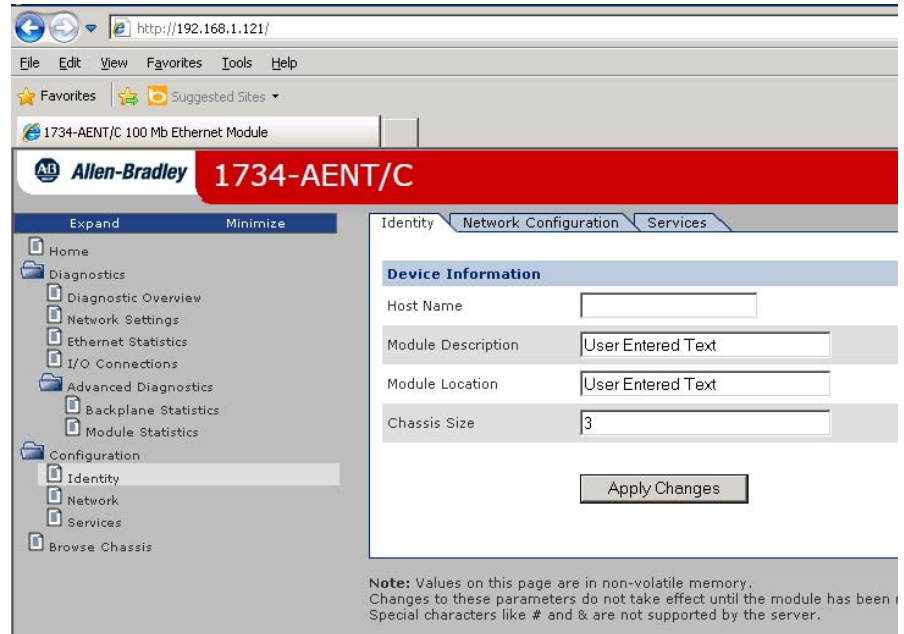 http://192.168.1.121/
File Edit View Favorites Tools Help
Favorites Suggested Sites
1734-AENT/C 100 Mb Ethernet Module
AB Allen-Bradley 1734-AENT/C
Expand Minimize
Home
Diagnostics
Diagnostic Overview
Network Settings
Ethernet Statistics
I/O Connections
Advanced Diagnostics
Backplane Statistics
Module Statistics
Configuration
Identity
Network
Services
Browse Chassis
Identity Network Configuration Services
Device Information
Host Name
Module Description User Entered Text
Module Location User Entered Text
Chassis Size 3
Apply Changes
Note: Values on this page are in non-volatile memory.
Changes to these parameters do not take effect until the module has been
Special characters like # and & are not supported by the server.